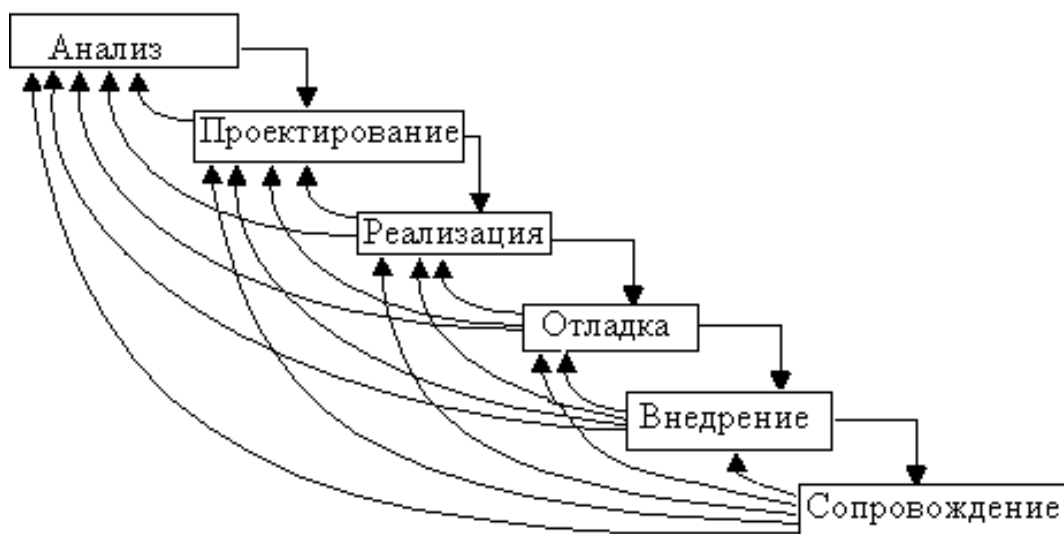 Анализ
Проектирование
Реализация
Отладка
Внедрение
Сопровождение